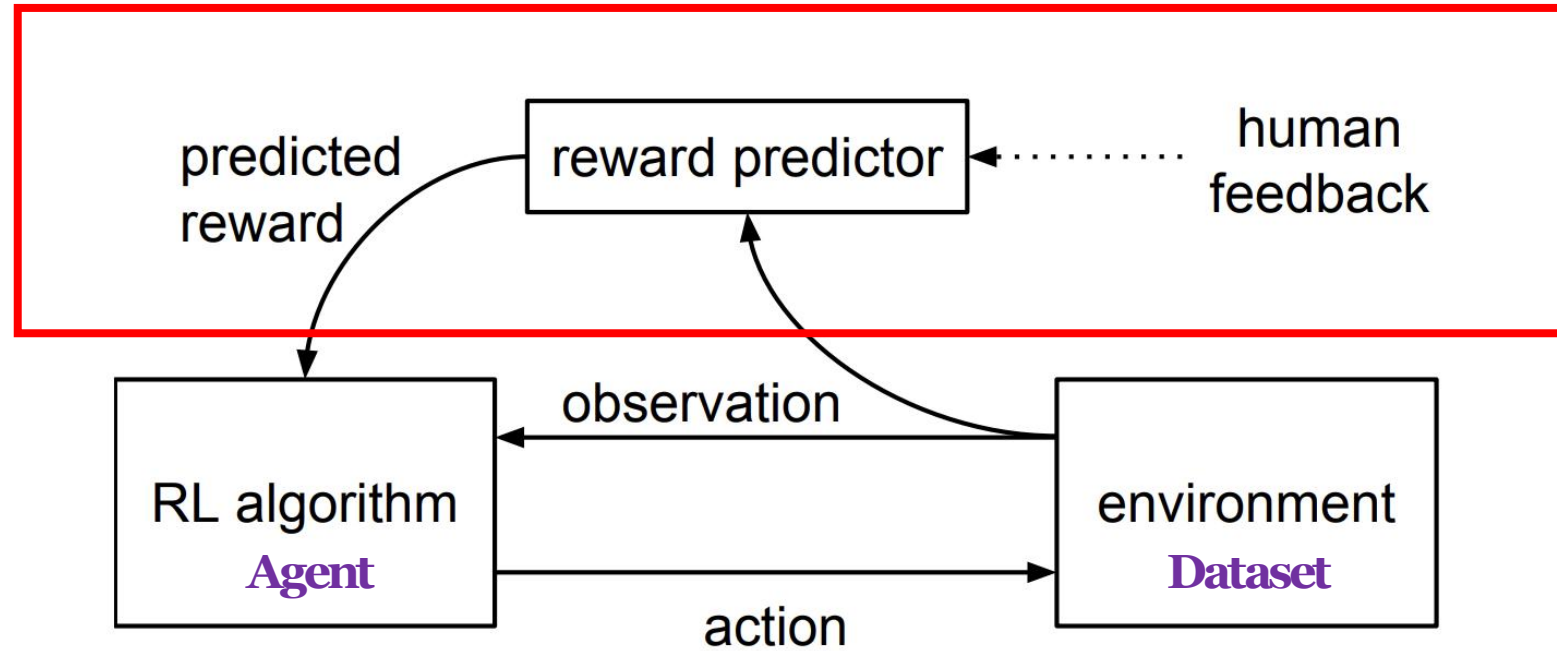 predicted
reward
reward predictor
human
feedback
observation
RL algorithm
Agent
environment
Dataset
action